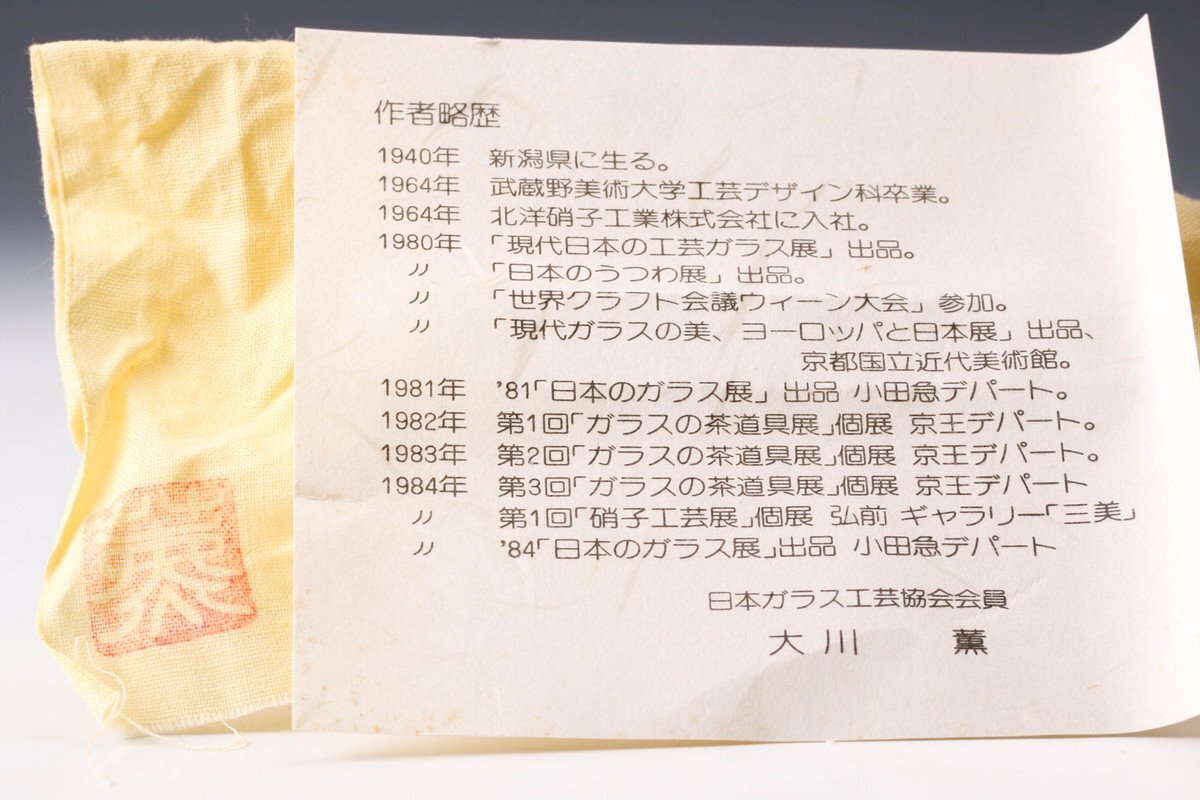 作者略歴
1940年 新潟県に生る。
1964年 武蔵野美術大学工芸デザイン科卒業。
1964年 北洋硝子工業株式会社に入社。
1980年 「現代日本の工芸ガラス展」出品。
〃 「日本のうつわ展」出品。
〃 「世界クラフト会議ウィーン大会」参加。
〃 「現代ガラスの美、ヨーロッパと日本展」出品、
京都国立近代美術館。
1981年 '81「日本のガラス展」出品 小田急デパート。
1982年 第1回「ガラスの茶道具展」個展 京王デパート。
1983年 第2回「ガラスの茶道具展」個展 京王デパート。
1984年 第3回「ガラスの茶道具展」個展 京王デパート
〃 第1回「硝子工芸展」個展 弘前 ギャラリー「三美」
〃 '84「日本のガラス展」出品 小田急デパート
日本ガラス工芸協会会員
大川 薫